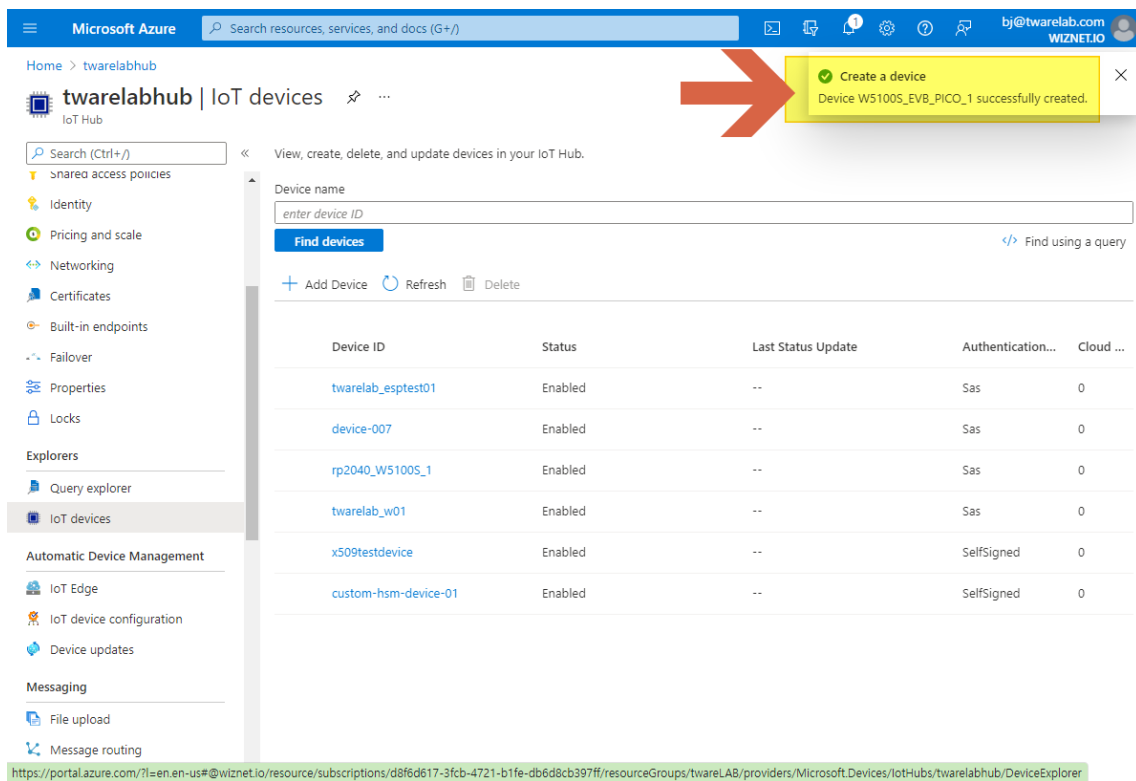 Microsoft Azure
Search resources, services, and docs (G+/)
1
bj@twarelab.com
WIZNET.IO
Home > twarelabhub
twarelabhub | IoT devices
IoT Hub
Create a device
Device W5100S_EVB_PICO_1 successfully created.
Search (Ctrl+/)
Shared access policies
Identity
Pricing and scale
Networking
Certificates
Built-in endpoints
Failover
Properties
Locks
Explorers
Query explorer
IoT devices
Automatic Device Management
IoT Edge
IoT device configuration
Device updates
Messaging
File upload
Message routing
View, create, delete, and update devices in your IoT Hub.
Device name
enter device ID
Find devices
</> Find using a query
Add Device Refresh Delete
Device ID Status Last Status Update Authentication... Cloud ...
twarelab_esptest01 Enabled -- Sas 0
device-007 Enabled -- Sas 0
rp2040_W5100S_1 Enabled -- Sas 0
twarelab_w01 Enabled -- Sas 0
x509testdevice Enabled -- SelfSigned 0
custom-hsm-device-01 Enabled -- SelfSigned 0
https://portal.azure.com/?l=en.en-us#@wiznet.io/resource/subscriptions/d8f6d617-3fcb-4721-b1fe-db6d8cb397ff/resourceGroups/twareLAB/providers/Microsoft.Devices/IotHubs/twarelabhub/DeviceExplorer